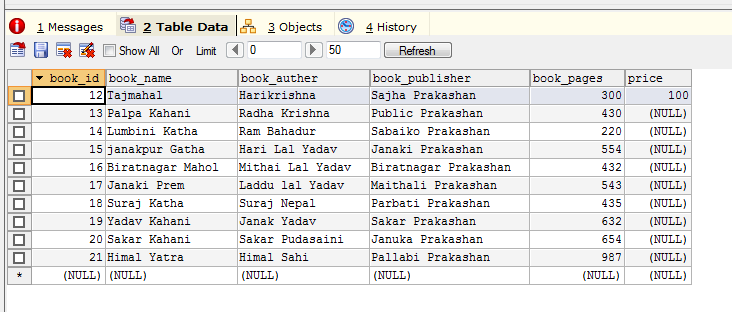 1 Messages 2 Table Data 3 Objects 4 History
Show All Or Limit 0 50 Refresh
book_id book_name book_auther book_publisher book_pages price
12 Tajmahal Harikrishna Sajha Prakashan 300 100
13 Palpa Kahani Radha Krishna Public Prakashan 430 (NULL)
14 Lumbini Katha Ram Bahadur Sabaiko Prakashan 220 (NULL)
15 janakpur Gatha Hari Lal Yadav Janaki Prakashan 554 (NULL)
16 Biratnagar Mahol Mithai Lal Yadav Biratnagar Prakashan 432 (NULL)
17 Janaki Prem Laddu lal Yadav Maithali Prakashan 543 (NULL)
18 Suraj Katha Suraj Nepal Parbati Prakashan 435 (NULL)
19 Yadav Kahani Janak Yadav Sakar Prakashan 632 (NULL)
20 Sakar Kahani Sakar Pudasaini Januka Prakashan 654 (NULL)
21 Himal Yatra Himal Sahi Pallabi Prakashan 987 (NULL)
* (NULL) (NULL) (NULL) (NULL) (NULL) (NULL)